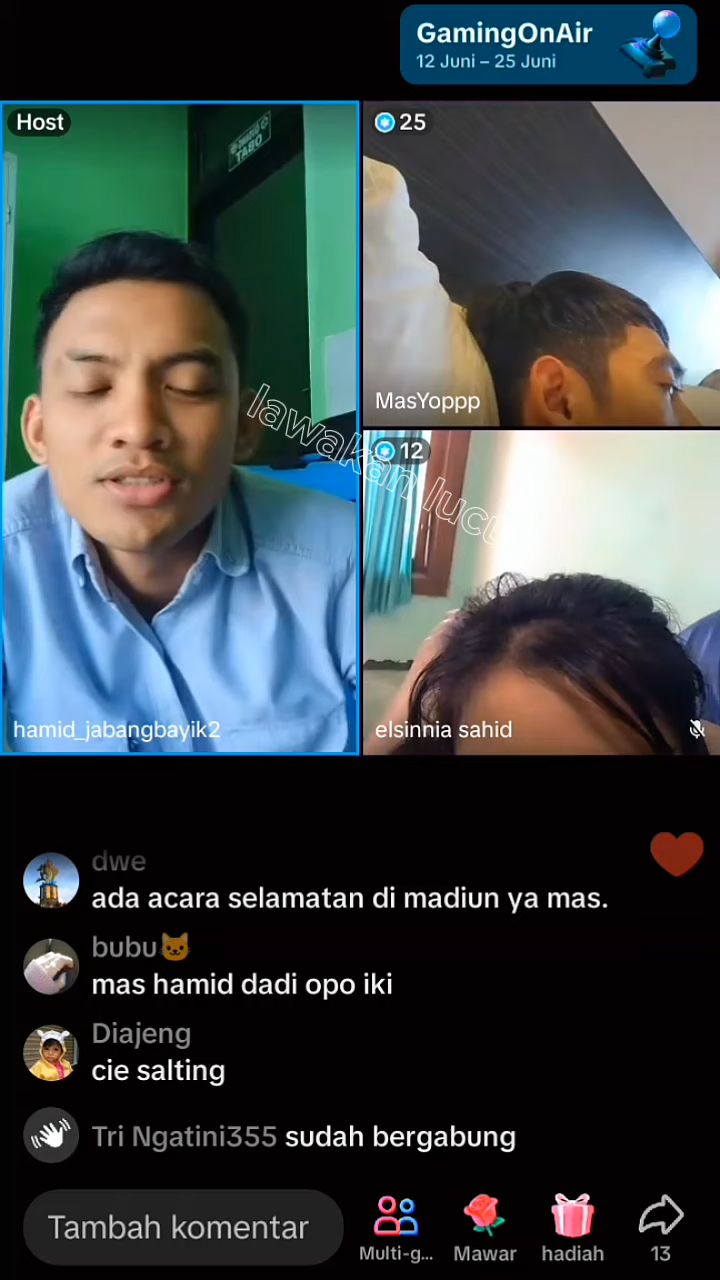 GamingOnAir
12 Juni – 25 Juni
Host
TABO
25
MasYoppp
lawakan lucu
12
hamid_jabangbayik2
elsinnia sahid
dwe
ada acara selamatan di madiun ya mas.
bubu🐱
mas hamid dadi opo iki
Diajeng
cie salting
Tri Ngatini355 sudah bergabung
Tambah komentar
Multi-g...
Mawar
hadiah
13